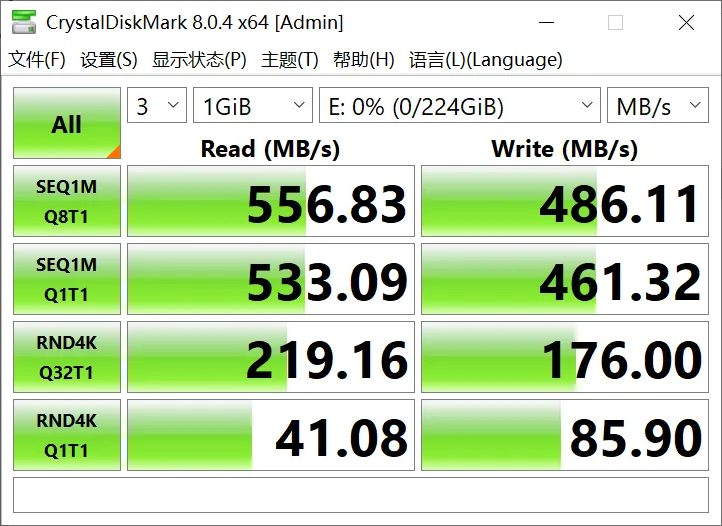 CrystalDiskMark 8.0.4 x64 [Admin]
文件(F) 设置(S) 显示状态(P) 主题(T) 帮助(H) 语言(L)(Language)
All 3 1GiB E: 0% (0/224GiB) MB/s
Read (MB/s) Write (MB/s)
SEQ1M
Q8T1 556.83 486.11
SEQ1M
Q1T1 533.09 461.32
RND4K
Q32T1 219.16 176.00
RND4K
Q1T1 41.08 85.90